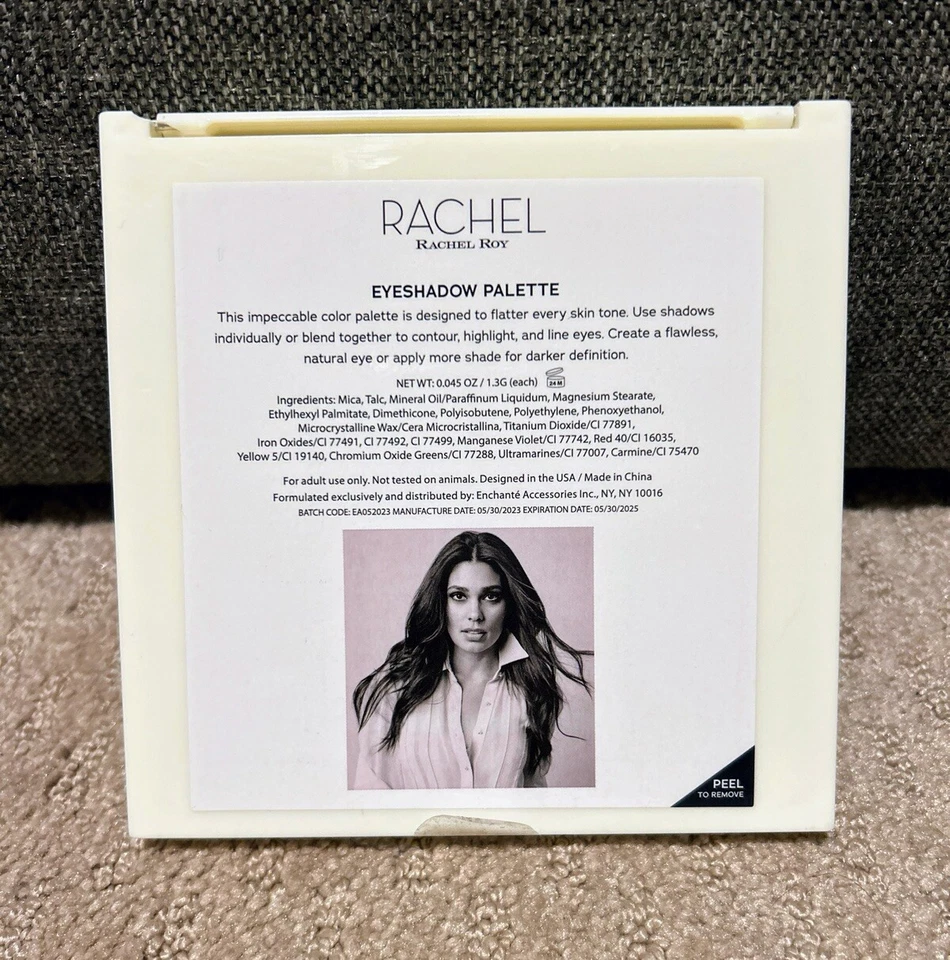 RACHEL
RACHEL ROY
EYESHADOW PALETTE
This impeccable color palette is designed to flatter every skin tone. Use shadows
individually or blend together to contour, highlight, and line eyes. Create a flawless,
natural eye or apply more shade for darker definition.
NET WT: 0.045 OZ / 1.3G (each) 24 M
Ingredients: Mica, Talc, Mineral Oil/Paraffinum Liquidum, Magnesium Stearate,
Ethylhexyl Palmitate, Dimethicone, Polyisobutene, Polyethylene, Phenoxyethanol,
Microcrystalline Wax/Cera Microcristallina, Titanium Dioxide/CI 77891,
Iron Oxides/CI 77491, CI 77492, CI 77499, Manganese Violet/CI 77742, Red 40/CI 16035,
Yellow 5/CI 19140, Chromium Oxide Greens/CI 77288, Ultramarines/CI 77007, Carmine/CI 75470
For adult use only. Not tested on animals. Designed in the USA / Made in China
Formulated exclusively and distributed by: Enchanté Accessories Inc., NY, NY 10016
BATCH CODE: EA052023 MANUFACTURE DATE: 05/30/2023 EXPIRATION DATE: 05/30/2025
PEEL
TO REMOVE